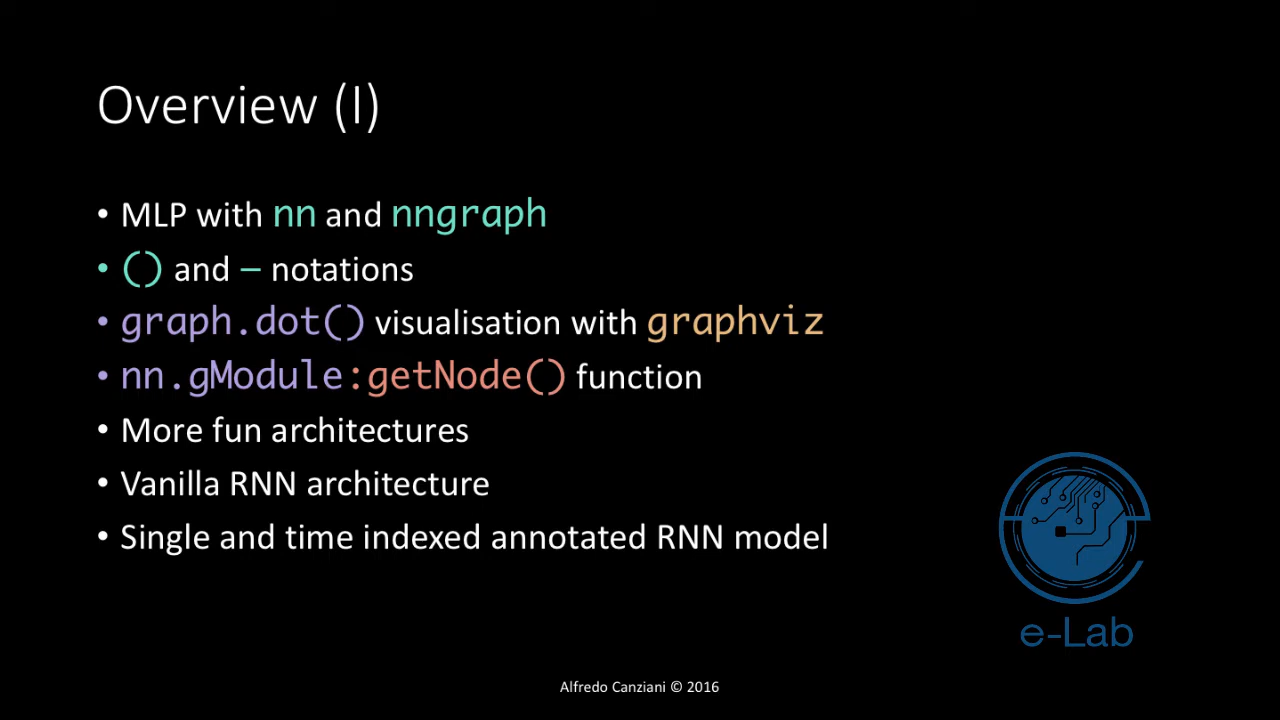 Overview (I)
• MLP with nn and nngraph
• () and – notations
• graph.dot() visualisation with graphviz
• nn.gModule:getNode() function
• More fun architectures
• Vanilla RNN architecture
• Single and time indexed annotated RNN model
e-Lab
Alfredo Canziani © 2016